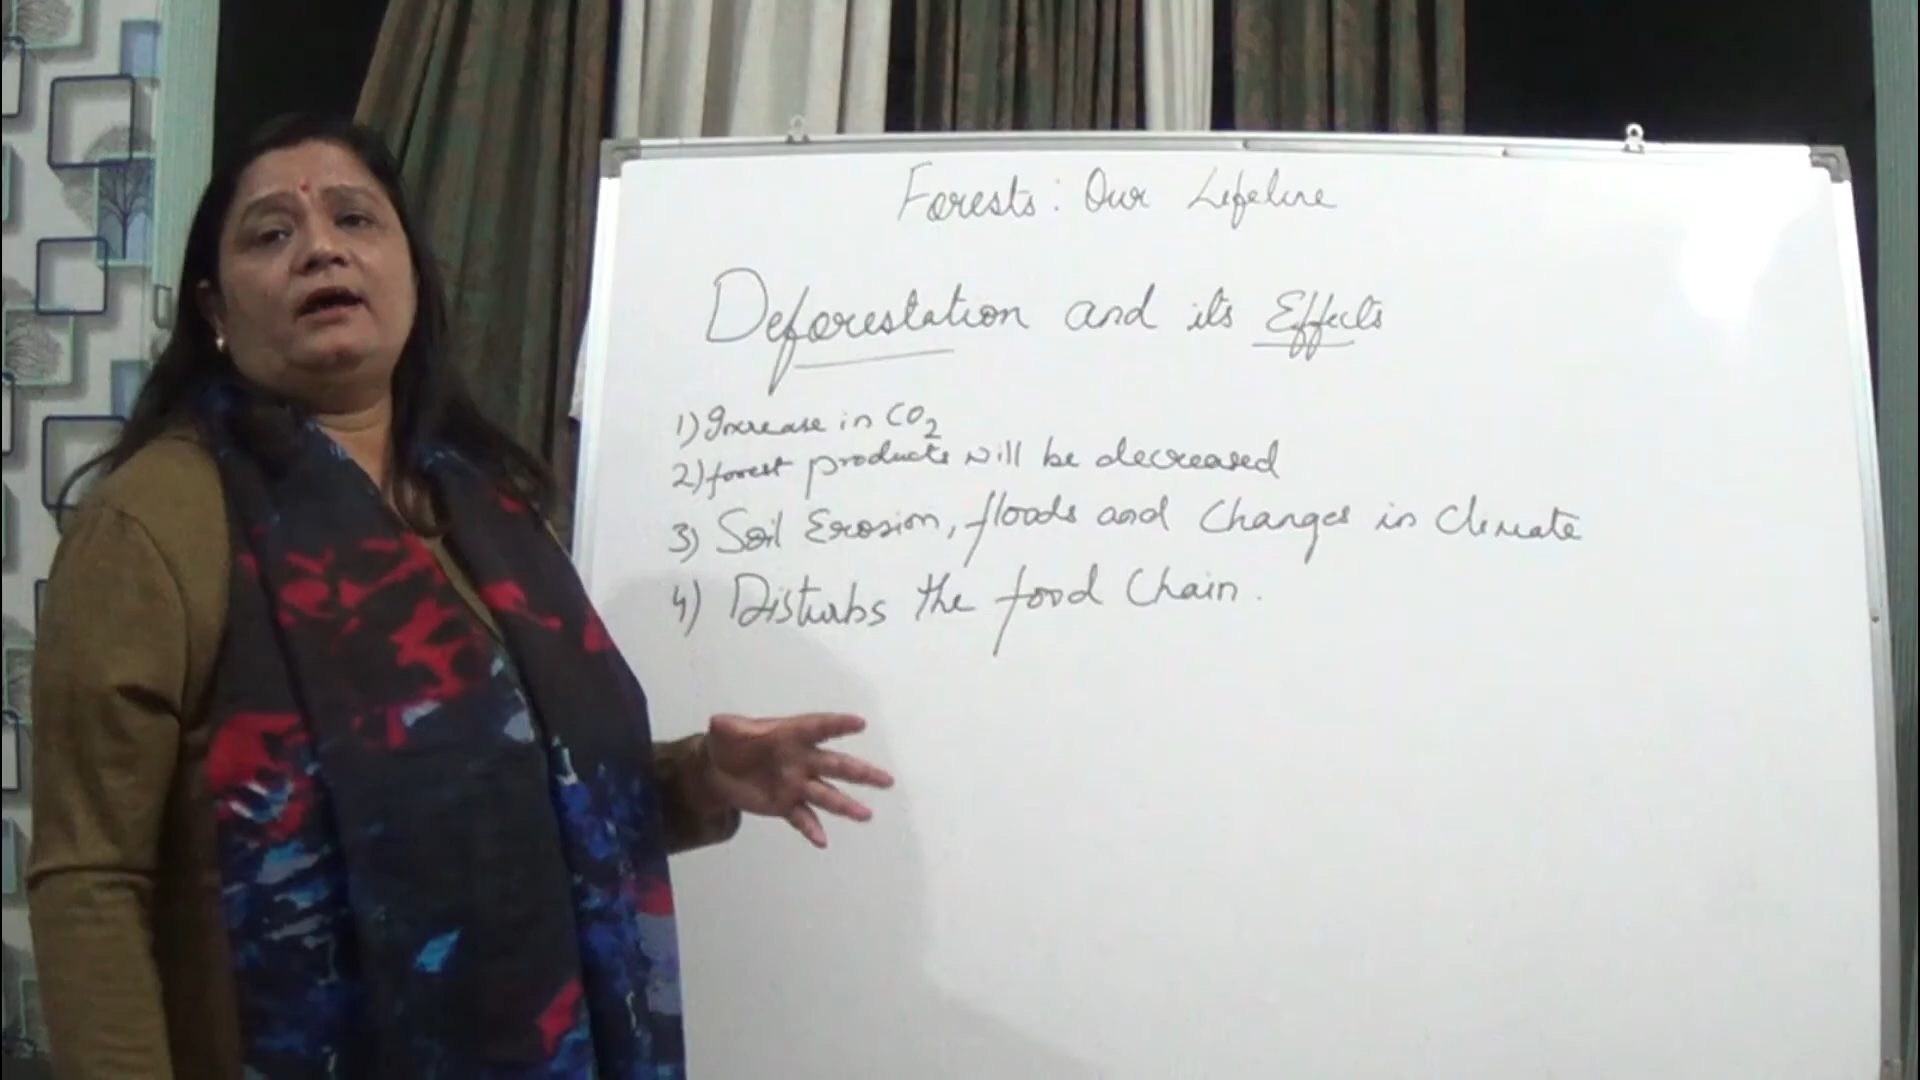 Forests: Our Lifeline
Deforestation and its Effects
1) Increase in CO₂
2) forest products will be decreased
3) Soil Erosion, floods and Changes in Climate
4) Disturbs the food Chain.